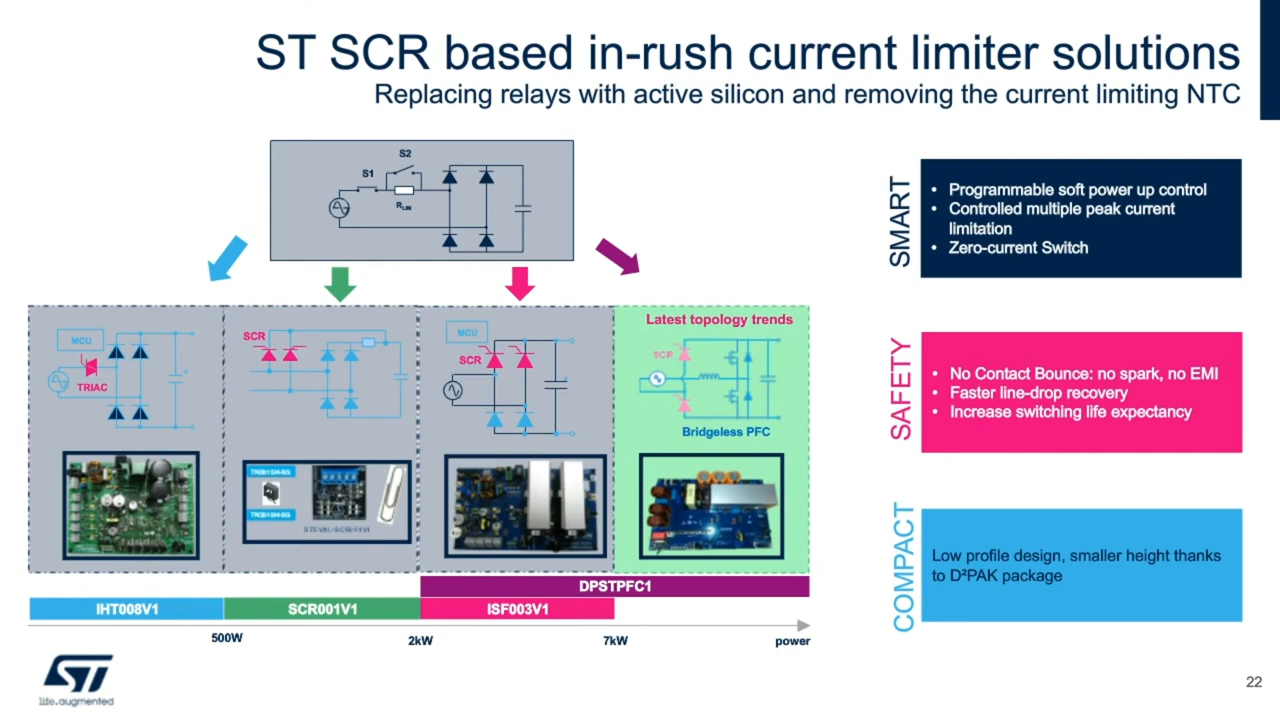 ST SCR based in-rush current limiter solutions
Replacing relays with active silicon and removing the current limiting NTC
S2
S1
R LIM
SMART
• Programmable soft power up control
• Controlled multiple peak current
limitation
• Zero-current Switch
MCU
TRIAC
SCR
MCU
SCR
Latest topology trends
SCR
Bridgeless PFC
SAFETY
• No Contact Bounce: no spark, no EMI
• Faster line-drop recovery
• Increase switching life expectancy
STEVAL-SCR001V1
COMPACT
Low profile design, smaller height thanks
to D²PAK package
DPSTPFC1
IHT008V1
SCR001V1
ISF003V1
500W
2kW
7kW
power
ST
life.augmented
22